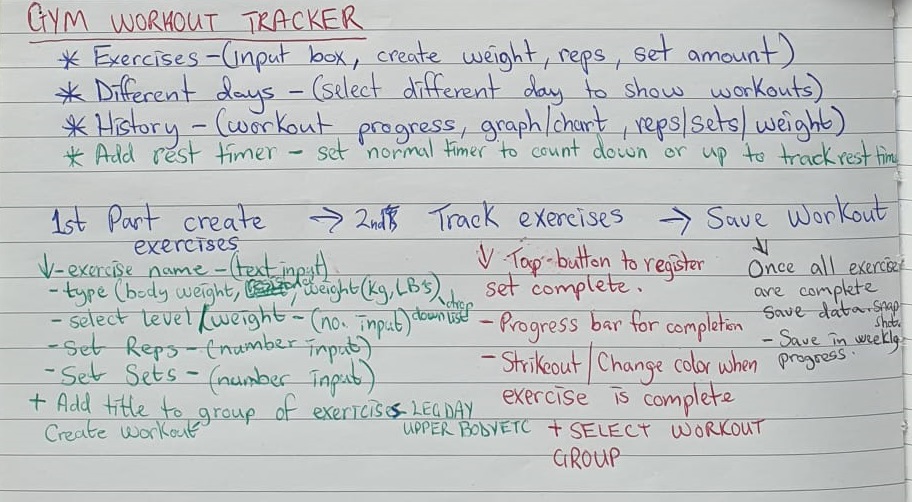 GYM WORKOUT TRACKER
* Exercises - (input box, create weight, reps, set amount)
* Different days - (select different day to show workouts)
* History - (workout progress, graph/chart, reps/sets/weight)
* Add rest timer - set normal timer to count down or up to track rest tim
1st Part create exercises
↓ - exercise name - (text input)
- type (body weight, weight (kg, LB's) drop down list
- select level/weight - (no. input)
- Set Reps - (number input)
- Set Sets - (number input)
+ Add title to group of exercises LEG DAY
UPPER BODY ETC
Create workout
→ 2nd Track exercises
↓ - Tap - button to register
set complete.
- Progress bar for completion
- Strikeout/Change color when
exercise is complete
+ SELECT WORKOUT
GROUP
→ Save Workout
↓
Once all exercise
are complete
save data - snap
shot.
- Save in weekly
progress.